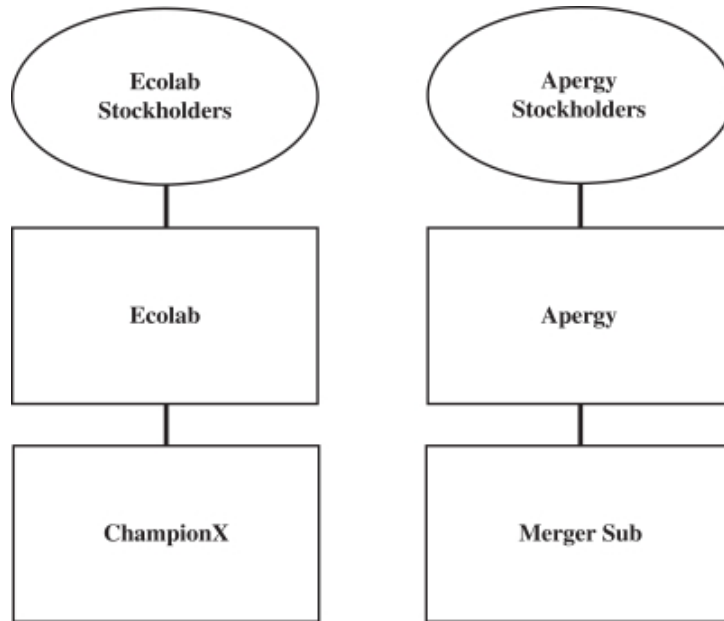 Ecolab
Stockholders
Apergy
Stockholders
Ecolab
Apergy
ChampionX
Merger Sub